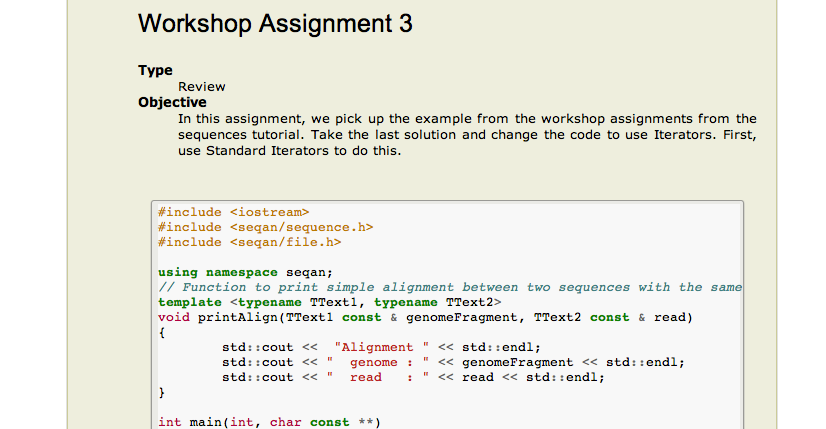 Workshop Assignment 3
Type
Review
Objective
In this assignment, we pick up the example from the workshop assignments from the
sequences tutorial. Take the last solution and change the code to use Iterators. First,
use Standard Iterators to do this.
#include <iostream>
#include <seqan/sequence.h>
#include <seqan/file.h>
using namespace seqan;
// Function to print simple alignment between two sequences with the same
template <typename TText1, typename TText2>
void printAlign(TText1 const & genomeFragment, TText2 const & read)
{
std::cout <<  "Alignment " << std::endl;
std::cout << "  genome : " << genomeFragment << std::endl;
std::cout << "  read   : " << read << std::endl;
}
int main(int, char const **)